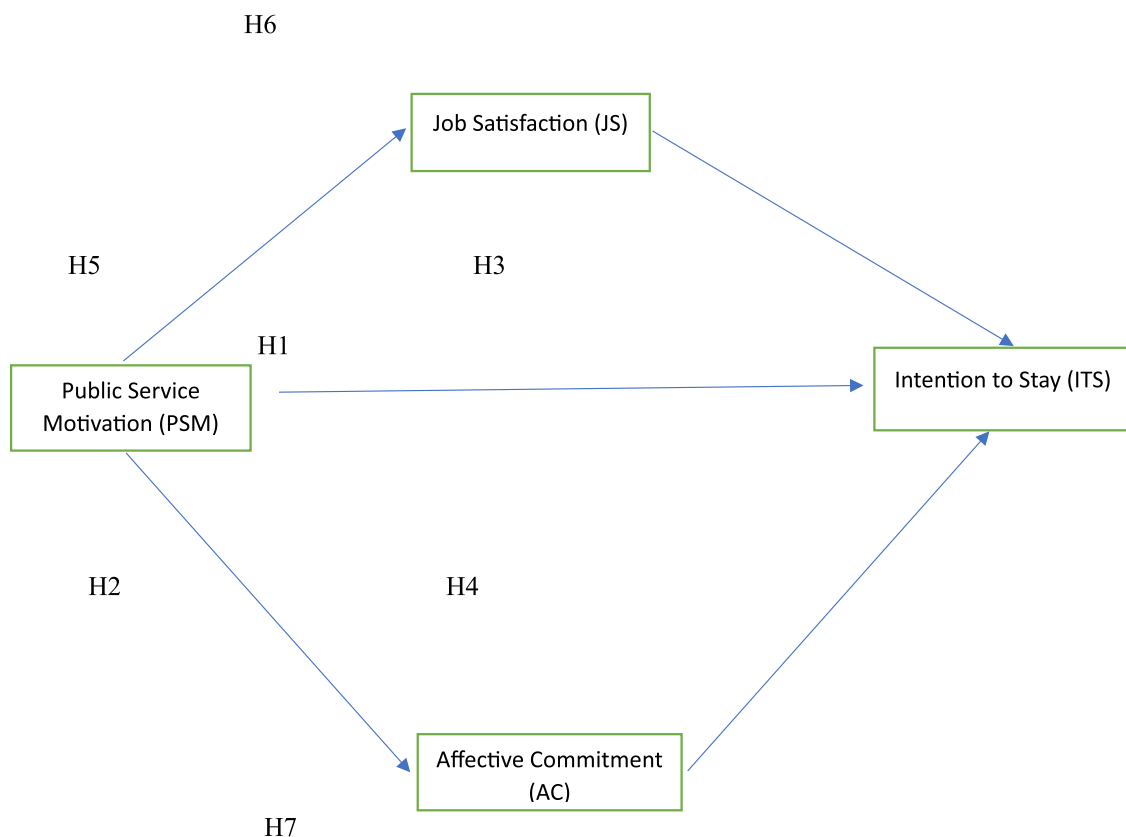 H6
Job Satisfaction (JS)
H5
H3
H1
Public Service
Motivation (PSM)
Intention to Stay (ITS)
H2
H4
Affective Commitment
(AC)
H7